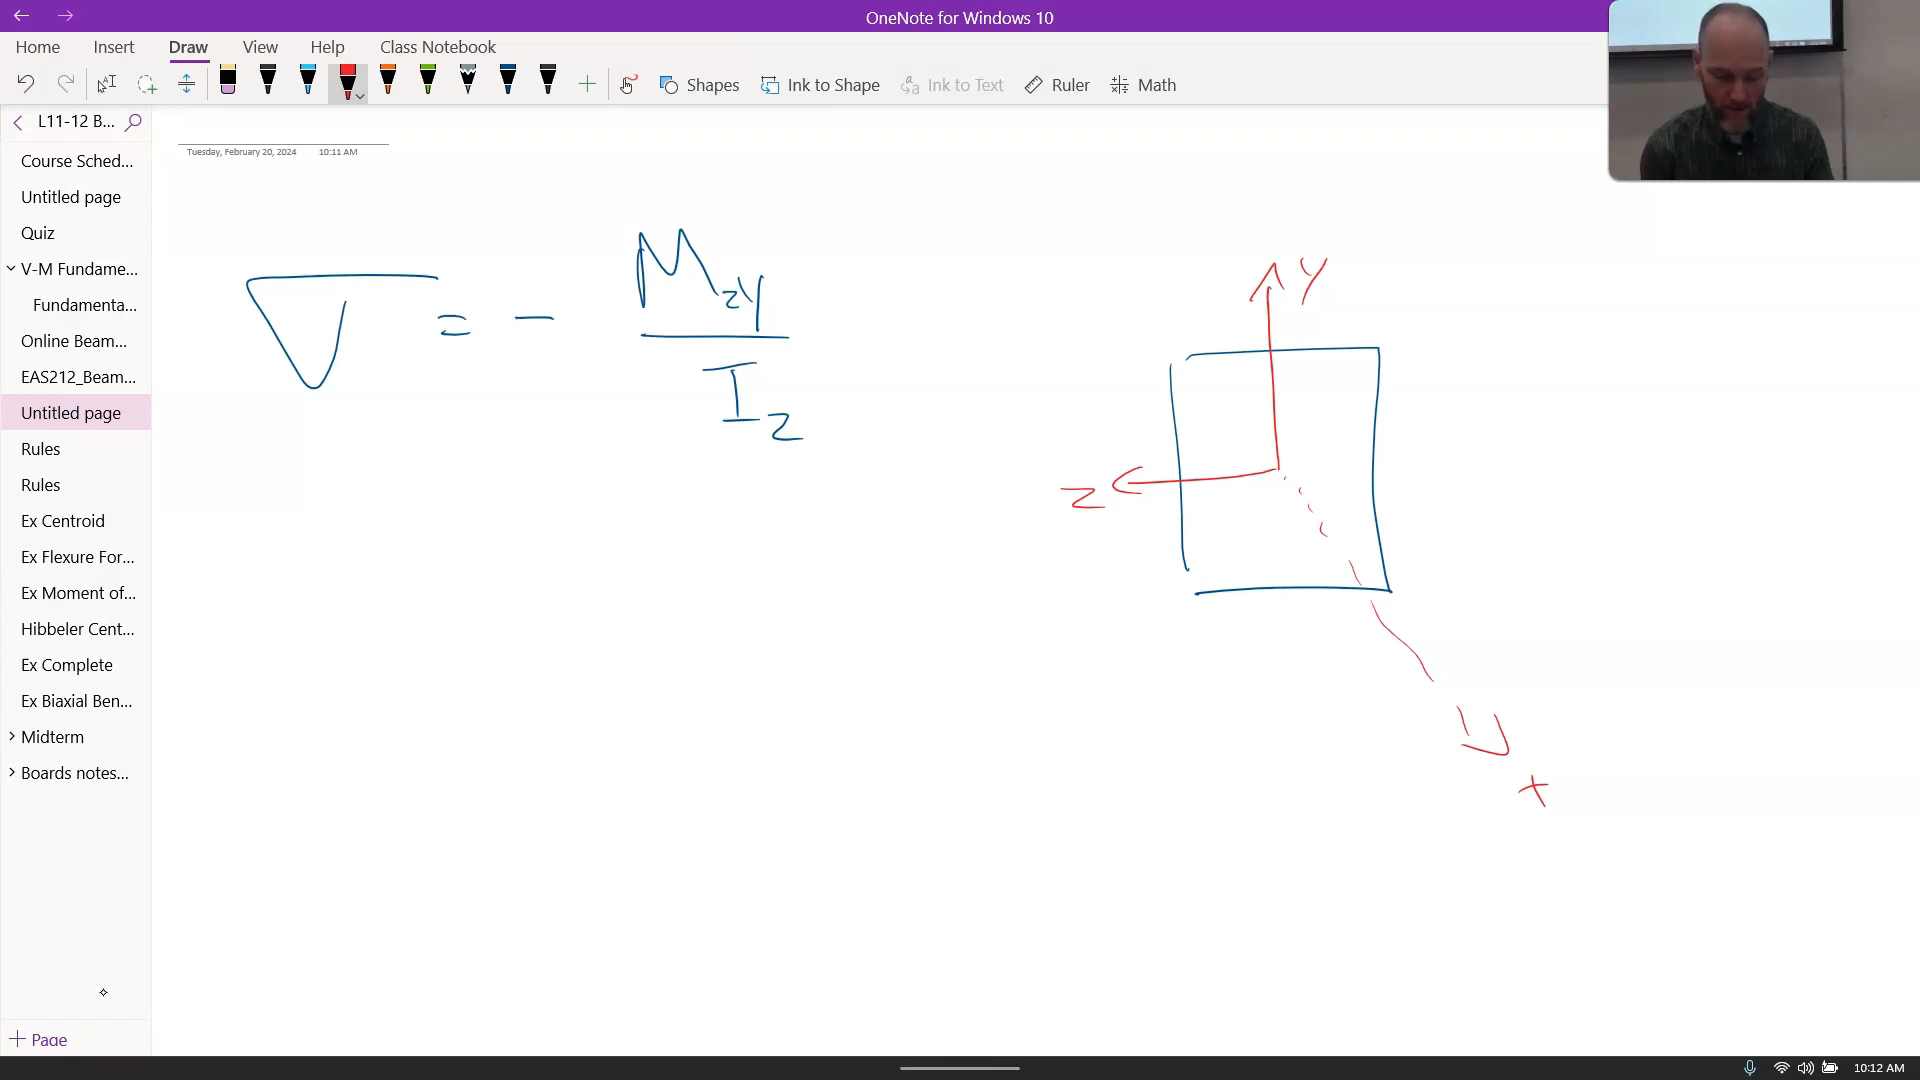 OneNote for Windows 10
Home Insert Draw View Help Class Notebook
Shapes Ink to Shape Ink to Text Ruler Math
L11-12 B...
Course Sched...
Untitled page
Quiz
V-M Fundame...
Fundamenta...
Online Beam...
EAS212_Beam...
Untitled page
Rules
Rules
Ex Centroid
Ex Flexure For...
Ex Moment of...
Hibbeler Cent...
Ex Complete
Ex Biaxial Ben...
Midterm
Boards notes...
+ Page
Tuesday, February 20, 2024 10:11 AM
σ = - Mzy
Iz
y
z
x
10:12 AM